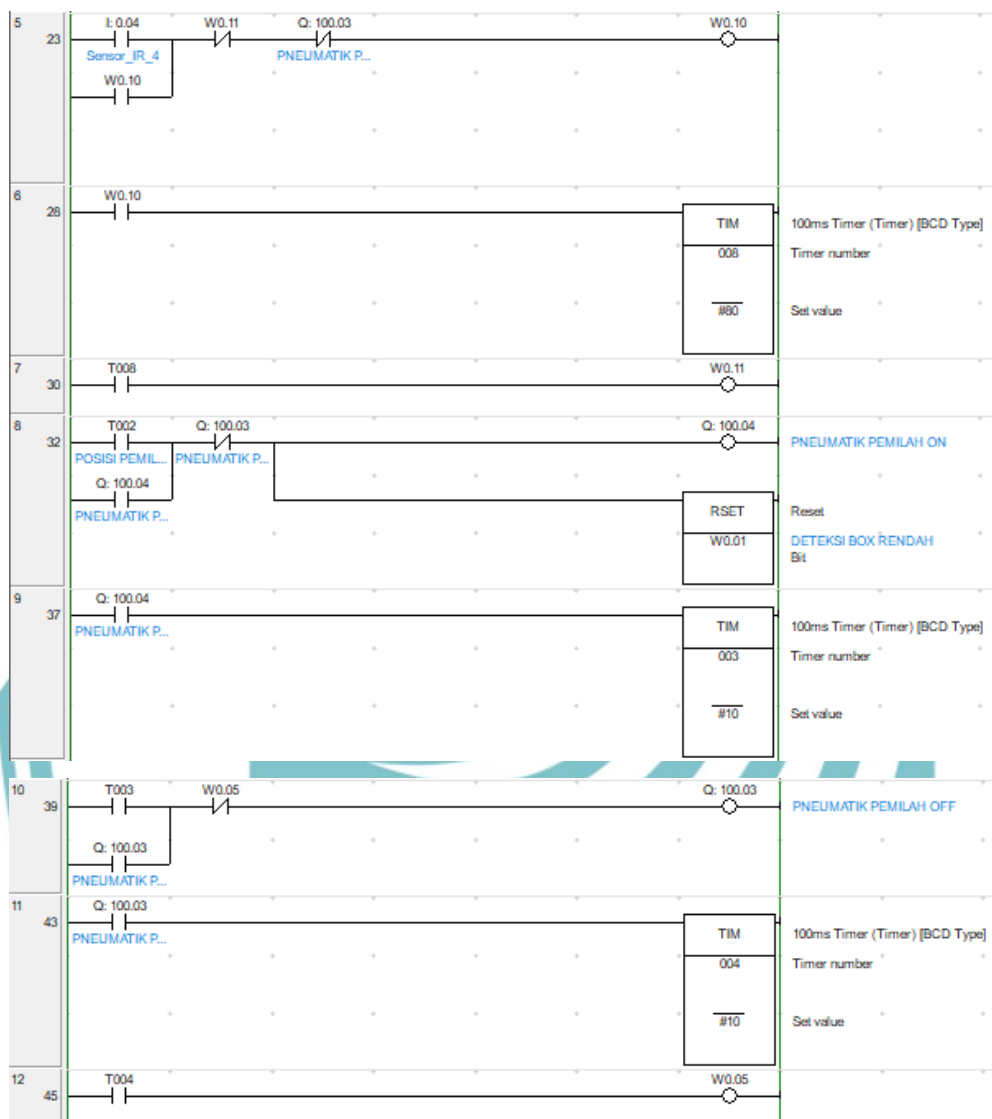 5
I: 0.04 W0.11 Q: 100.03 W0.10
23
Sensor_IR_4 PNEUMATIK P...
W0.10
6
W0.10
28
TIM 100ms Timer (Timer) [BCD Type]
008 Timer number
#80 Set value
7
T008 W0.11
30
8
T002 Q: 100.03 Q: 100.04
32
PNEUMATIK PEMILAH ON
POSISI PEMIL... PNEUMATIK P...
Q: 100.04
PNEUMATIK P...
RSET Reset
W0.01 DETEKSI BOX RENDAH
Bit
9
Q: 100.04
37
PNEUMATIK P...
TIM 100ms Timer (Timer) [BCD Type]
003 Timer number
#10 Set value
10
T003 W0.05 Q: 100.03
39
PNEUMATIK PEMILAH OFF
Q: 100.03
PNEUMATIK P...
11
Q: 100.03
43
PNEUMATIK P...
TIM 100ms Timer (Timer) [BCD Type]
004 Timer number
#10 Set value
12
T004 W0.05
45